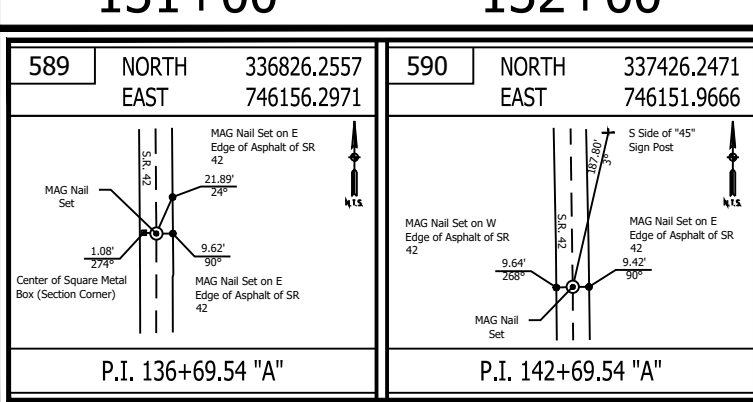 131+00 132+00
589
NORTH 336826.2557
EAST 746156.2971
MAG Nail Set on E
Edge of Asphalt of SR
42
S.R. 42
21.89'
24°
MAG Nail
Set
N.T.S.
1.08'
274°
9.62'
90°
Center of Square Metal
Box (Section Corner)
MAG Nail Set on E
Edge of Asphalt of SR
42
P.I. 136+69.54 "A"
590
NORTH 337426.2471
EAST 746151.9666
S Side of "45"
Sign Post
187.80'
3°
N.T.S.
MAG Nail Set on W
Edge of Asphalt of SR
42
S.R. 42
MAG Nail Set on E
Edge of Asphalt of SR
42
9.64'
268°
9.42'
90°
MAG Nail
Set
P.I. 142+69.54 "A"